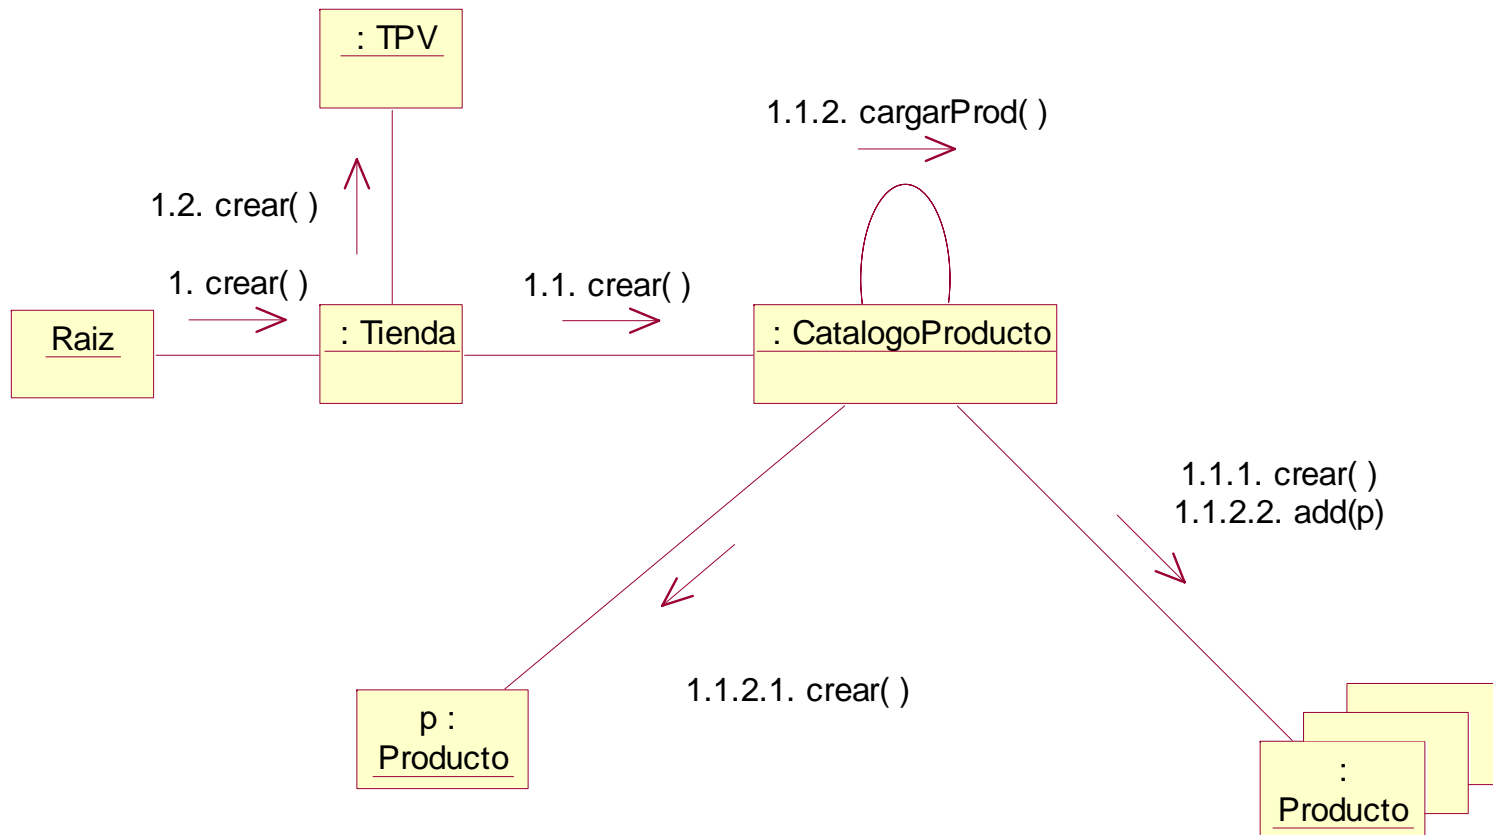 : TPV
1.1.2. cargarProd( )
1.2. crear( )
1. crear( )
1.1. crear( )
Raiz
: Tienda
: CatalogoProducto
1.1.1. crear( )
1.1.2.2. add(p)
1.1.2.1. crear( )
p :
Producto
:
Producto